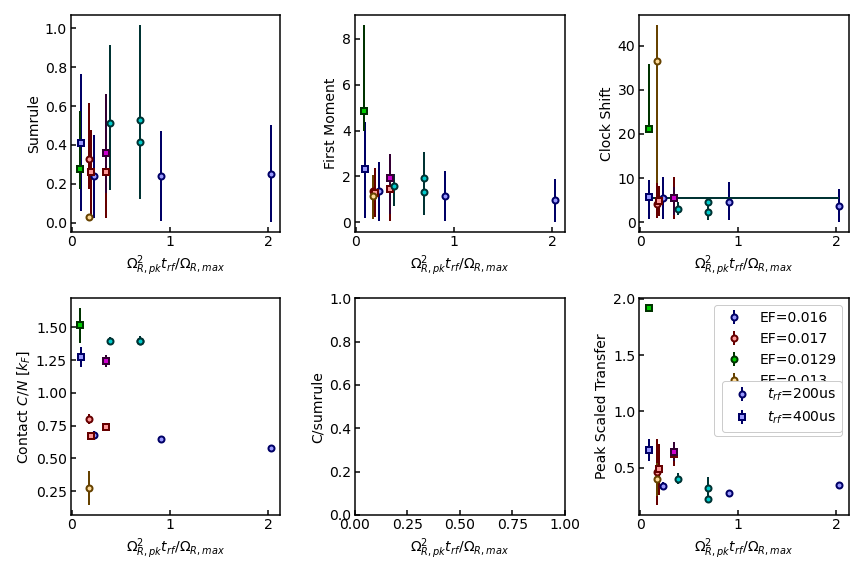 Sumrule
1.0
0.8
0.6
0.4
0.2
0.0
0 1 2
Ω²R,pk trf/ΩR,max
First Moment
8
6
4
2
0
0 1 2
Ω²R,pk trf/ΩR,max
Clock Shift
40
30
20
10
0
0 1 2
Ω²R,pk trf/ΩR,max
Contact C/N [kF]
1.50
1.25
1.00
0.75
0.50
0.25
0 1 2
Ω²R,pk trf/ΩR,max
C/sumrule
1.0
0.8
0.6
0.4
0.2
0.0
0.00 0.25 0.50 0.75 1.00
Ω²R,pk trf/ΩR,max
Peak Scaled Transfer
2.0
1.5
1.0
0.5
EF=0.016
EF=0.017
EF=0.0129
EF=0.013
trf=200us
trf=400us
0 1 2
Ω²R,pk trf/ΩR,max